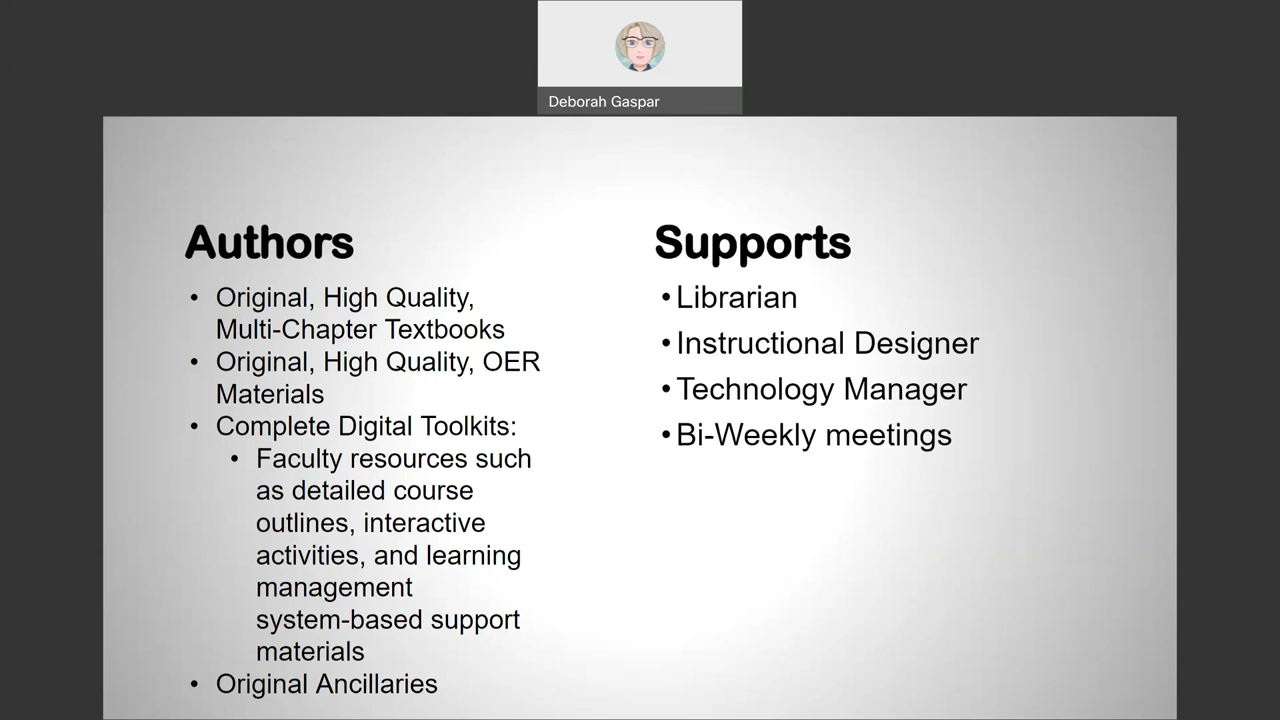 Deborah Gaspar
Authors
• Original, High Quality,
Multi-Chapter Textbooks
• Original, High Quality, OER
Materials
• Complete Digital Toolkits:
• Faculty resources such
as detailed course
outlines, interactive
activities, and learning
management
system-based support
materials
• Original Ancillaries
Supports
• Librarian
• Instructional Designer
• Technology Manager
• Bi-Weekly meetings